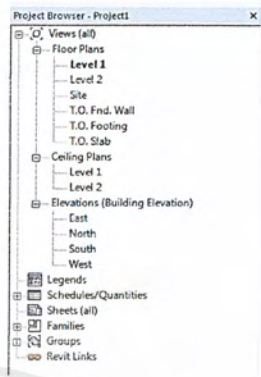 Project Browser - Project1
Views (all)
Floor Plans
Level 1
Level 2
Site
T.O. Fnd. Wall
T.O. Footing
T.O. Slab
Ceiling Plans
Level 1
Level 2
Elevations (Building Elevation)
East
North
South
West
Legends
Schedules/Quantities
Sheets (all)
Families
Groups
Revit Links